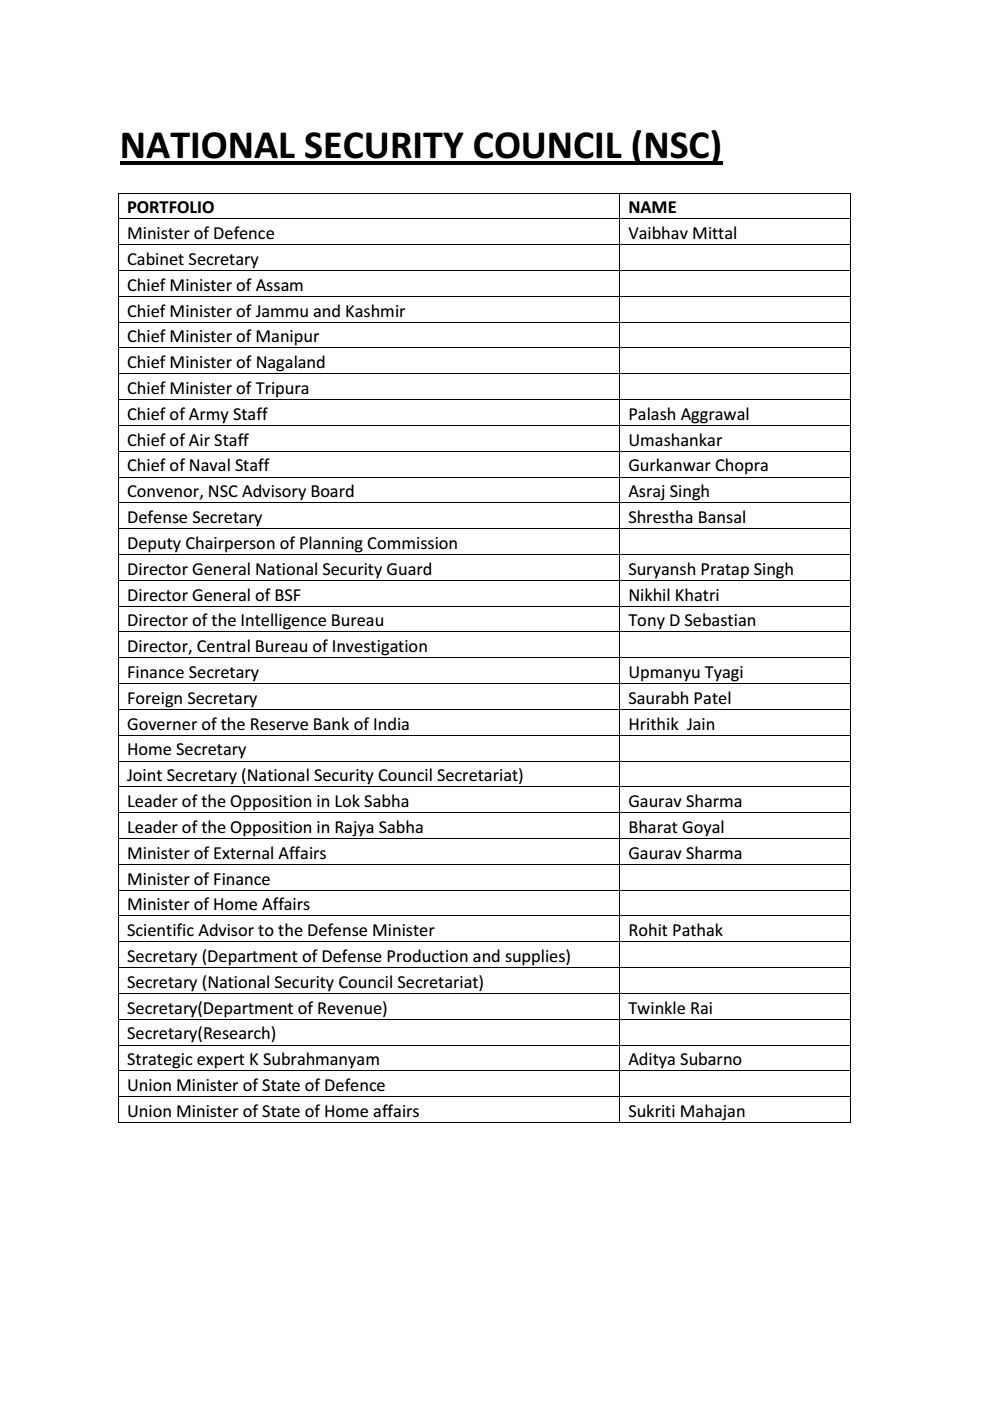 NATIONAL SECURITY COUNCIL (NSC)
PORTFOLIO NAME
Minister of Defence Vaibhav Mittal
Cabinet Secretary
Chief Minister of Assam
Chief Minister of Jammu and Kashmir
Chief Minister of Manipur
Chief Minister of Nagaland
Chief Minister of Tripura
Chief of Army Staff Palash Aggrawal
Chief of Air Staff Umashankar
Chief of Naval Staff Gurkanwar Chopra
Convenor, NSC Advisory Board Asraj Singh
Defense Secretary Shrestha Bansal
Deputy Chairperson of Planning Commission
Director General National Security Guard Suryansh Pratap Singh
Director General of BSF Nikhil Khatri
Director of the Intelligence Bureau Tony D Sebastian
Director, Central Bureau of Investigation
Finance Secretary Upmanyu Tyagi
Foreign Secretary Saurabh Patel
Governer of the Reserve Bank of India Hrithik  Jain
Home Secretary
Joint Secretary (National Security Council Secretariat)
Leader of the Opposition in Lok Sabha Gaurav Sharma
Leader of the Opposition in Rajya Sabha Bharat Goyal
Minister of External Affairs Gaurav Sharma
Minister of Finance
Minister of Home Affairs
Scientific Advisor to the Defense Minister Rohit Pathak
Secretary (Department of Defense Production and supplies)
Secretary (National Security Council Secretariat)
Secretary(Department of Revenue) Twinkle Rai
Secretary(Research)
Strategic expert K Subrahmanyam Aditya Subarno
Union Minister of State of Defence
Union Minister of State of Home affairs Sukriti Mahajan